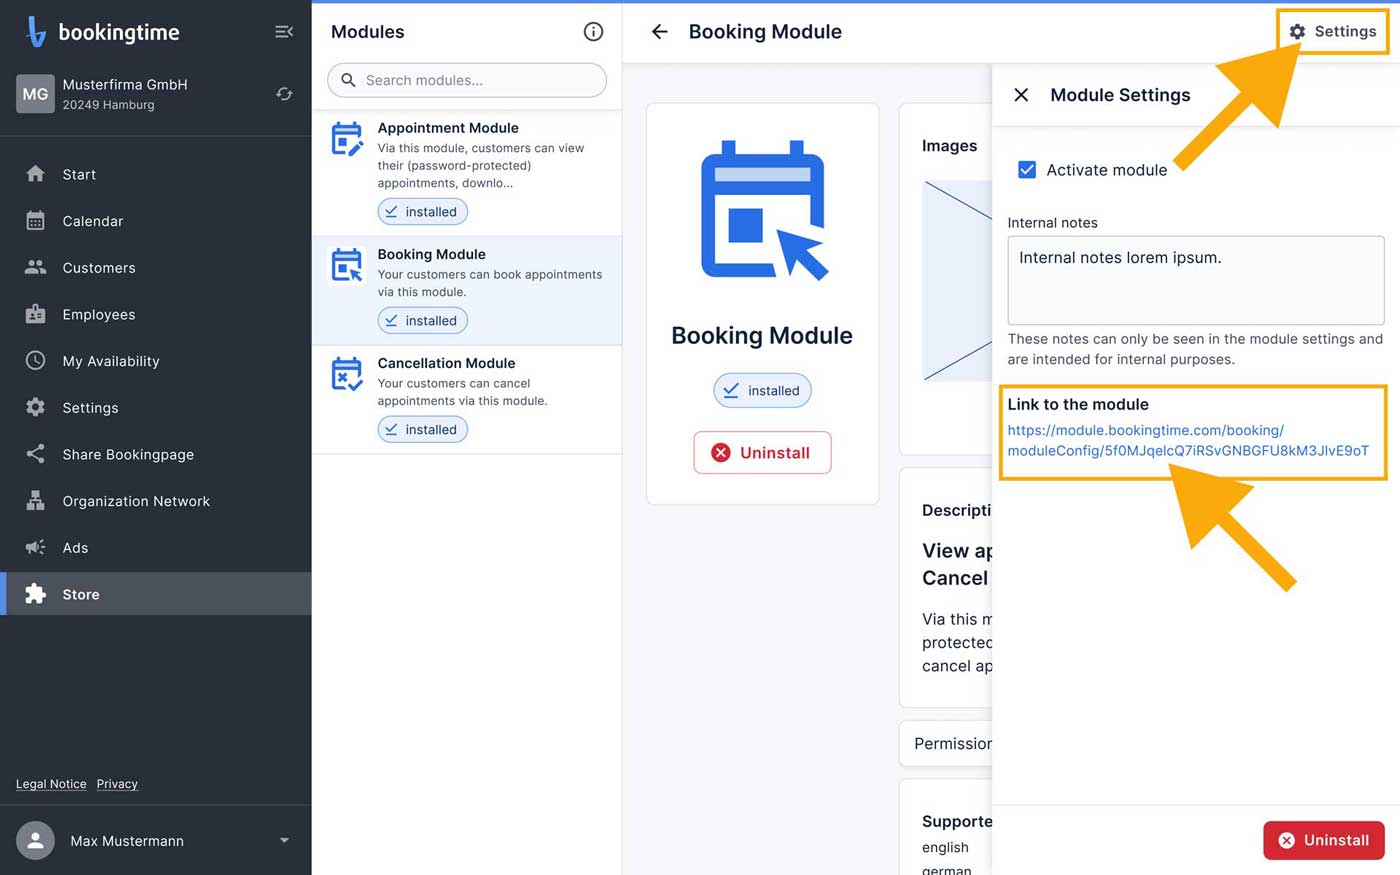 bookingtime
MG
Musterfirma GmbH
20249 Hamburg
Start
Calendar
Customers
Employees
My Availability
Settings
Share Bookingpage
Organization Network
Ads
Store
Legal Notice Privacy
Max Mustermann
Modules
Search modules...
Appointment Module
Via this module, customers can view
their (password-protected)
appointments, downlo...
installed
Booking Module
Your customers can book appointments
via this module.
installed
Cancellation Module
Your customers can cancel
appointments via this module.
installed
Booking Module
Settings
Booking Module
installed
Uninstall
Images
Descripti
View ap
Cancel
Via this m
protected
cancel ap
Permission
Supporte
english
german
Module Settings
Activate module
Internal notes
Internal notes lorem ipsum.
These notes can only be seen in the module settings and
are intended for internal purposes.
Link to the module
https://module.bookingtime.com/booking/
moduleConfig/5f0MJqelcQ7iRSvGNBGFU8kM3JlvE9oT
Uninstall